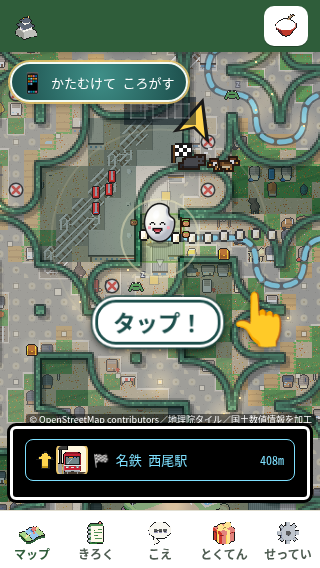 かたむけて ころがす
タップ！
© OpenStreetMap contributors／地理院タイル／国土数値情報を加工
名鉄 西尾駅
408m
マップ
きろく
こえ
とくてん
せってい